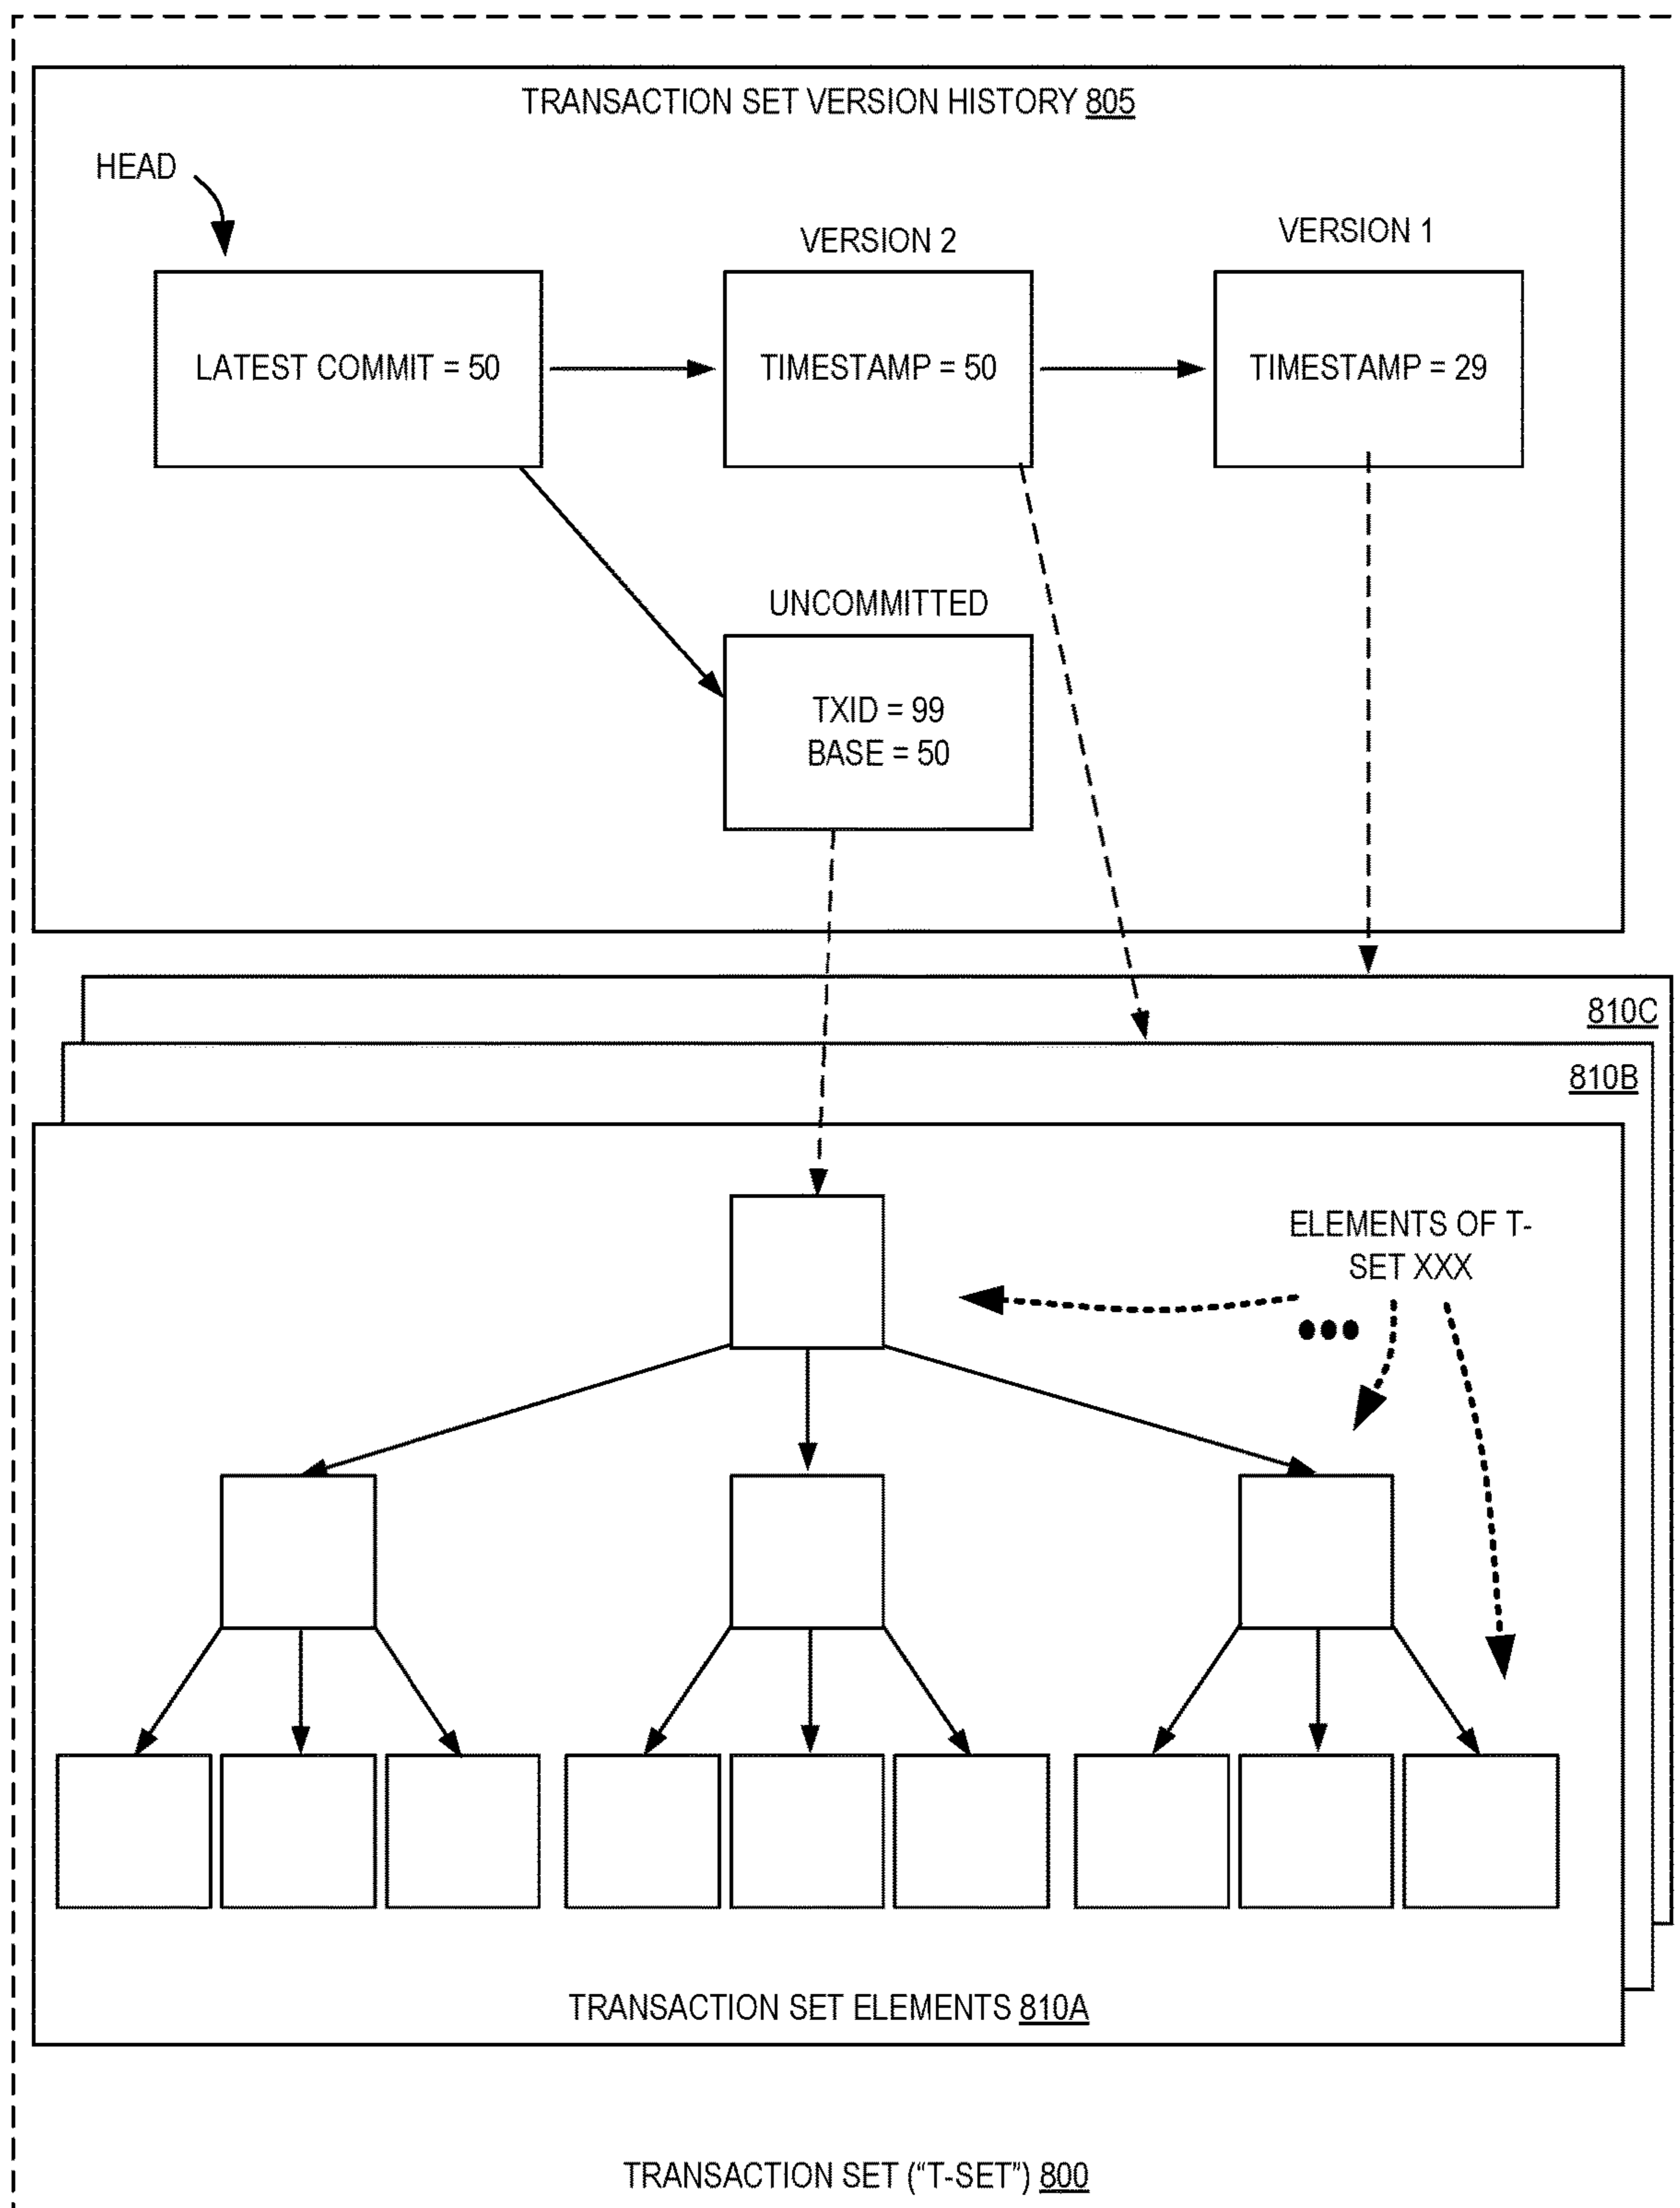 TRANSACTION SET VERSION HISTORY 805
HEAD
VERSION 2
VERSION 1
LATEST COMMIT = 50
TIMESTAMP = 50
TIMESTAMP = 29
UNCOMMITTED
TXID = 99
BASE = 50
810C
810B
ELEMENTS OF T-
SET XXX
TRANSACTION SET ELEMENTS 810A
TRANSACTION SET (“T-SET”) 800